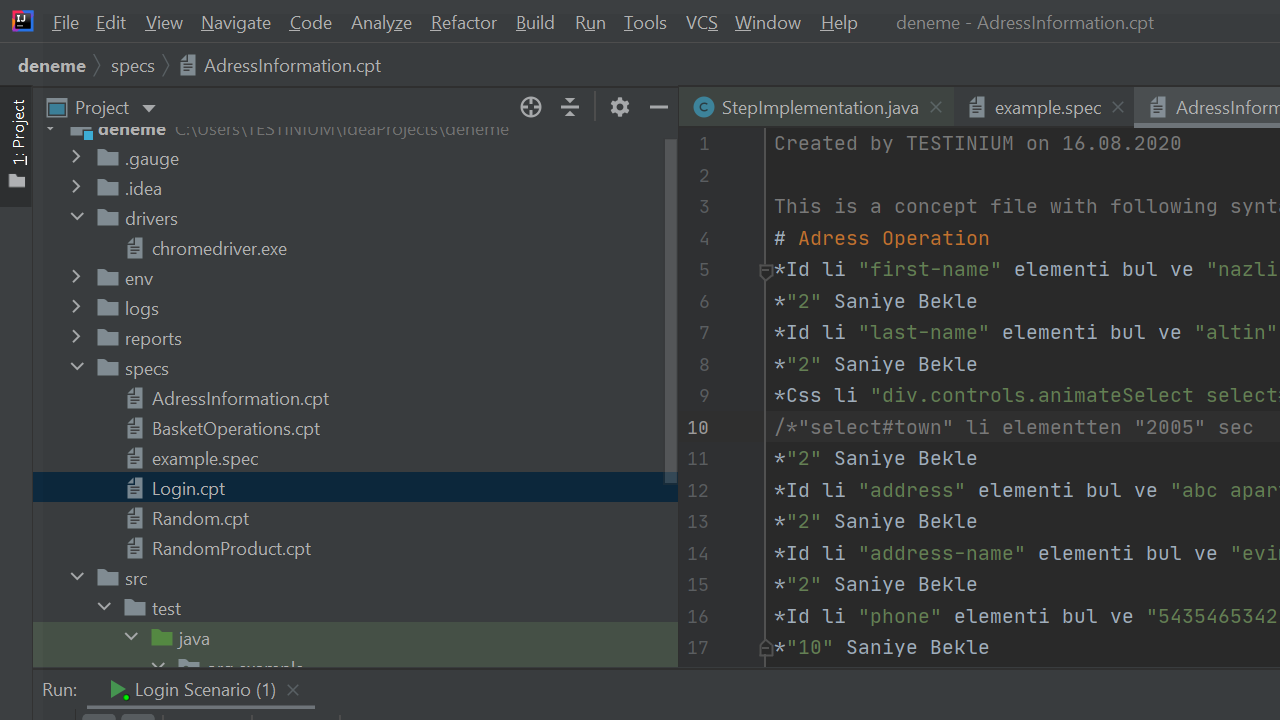 File Edit View Navigate Code Analyze Refactor Build Run Tools VCS Window Help deneme - AdressInformation.cpt
deneme specs AdressInformation.cpt
1: Project
Project
deneme C:\Users\TESTINIUM\IdeaProjects\deneme
.gauge
.idea
drivers
chromedriver.exe
env
logs
reports
specs
AdressInformation.cpt
BasketOperations.cpt
example.spec
Login.cpt
Random.cpt
RandomProduct.cpt
src
test
java
org.example
StepImplementation.java example.spec AdressInform
1 Created by TESTINIUM on 16.08.2020
2
3 This is a concept file with following synta
4 # Adress Operation
5 *Id li "first-name" elementi bul ve "nazli
6 *"2" Saniye Bekle
7 *Id li "last-name" elementi bul ve "altin"
8 *"2" Saniye Bekle
9 *Css li "div.controls.animateSelect select#
10 /*"select#town" li elementten "2005" sec
11 *"2" Saniye Bekle
12 *Id li "address" elementi bul ve "abc apart
13 *"2" Saniye Bekle
14 *Id li "address-name" elementi bul ve "evim
15 *"2" Saniye Bekle
16 *Id li "phone" elementi bul ve "5435465342
17 *"10" Saniye Bekle
Run: Login Scenario (1)